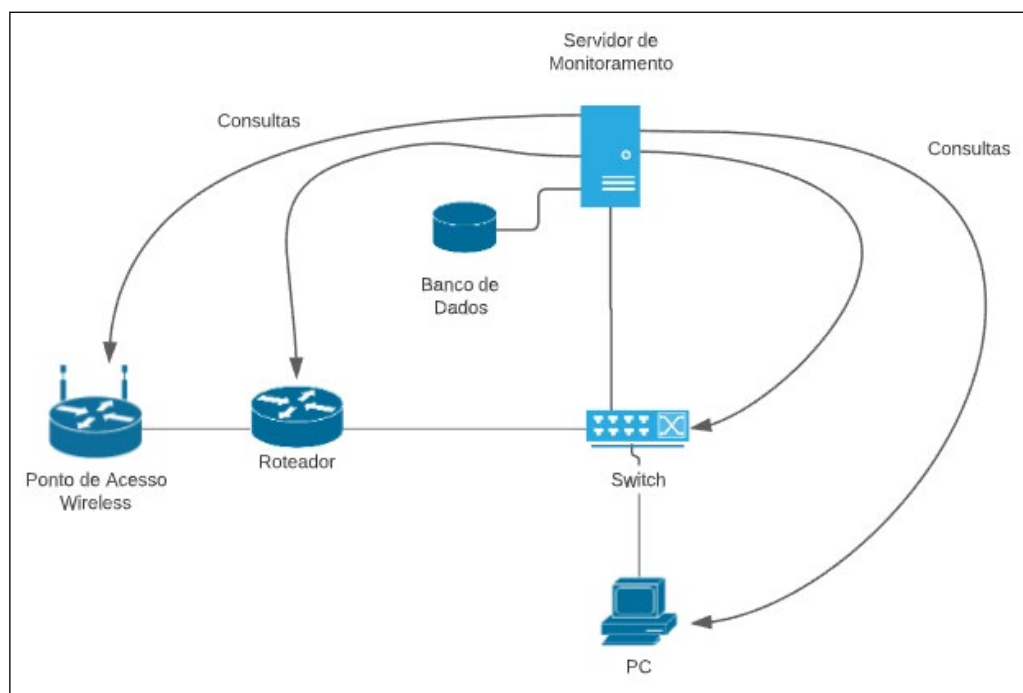 Servidor de
Monitoramento
Consultas
Consultas
Banco de
Dados
Roteador
Ponto de Acesso
Wireless
Switch
PC